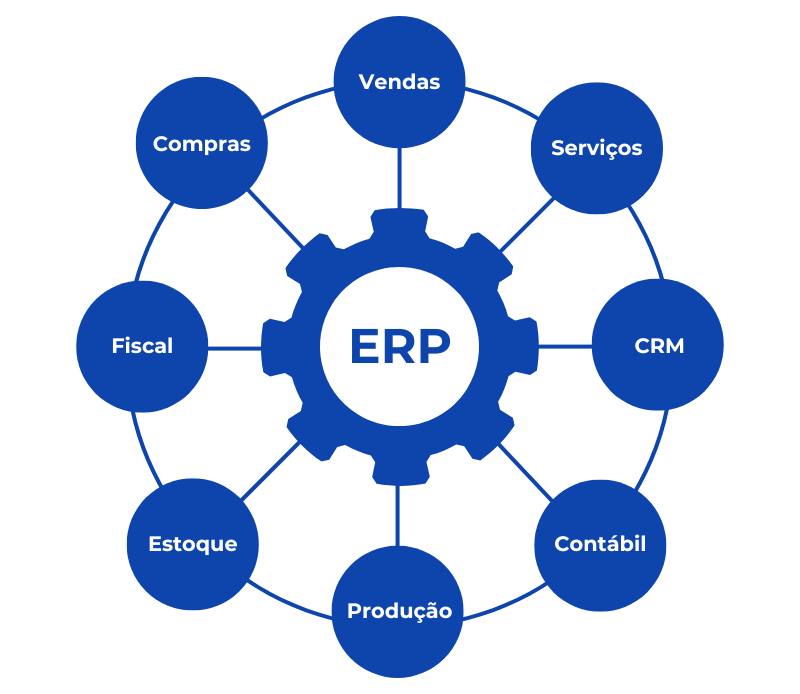 Vendas
Compras
Serviços
Fiscal
ERP
CRM
Estoque
Contábil
Produção